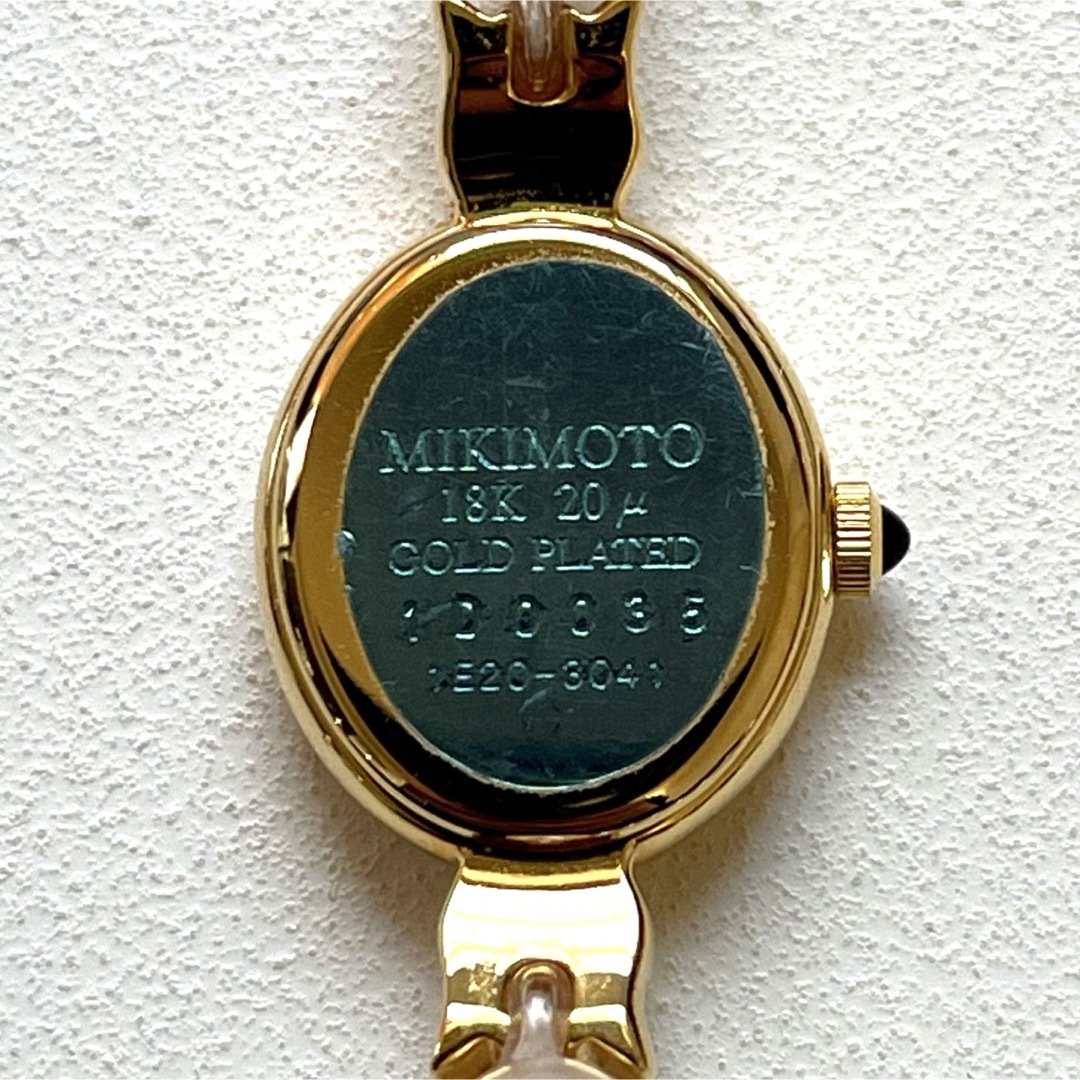 MIKIMOTO
18K 20μ
GOLD PLATED
1E20-3041